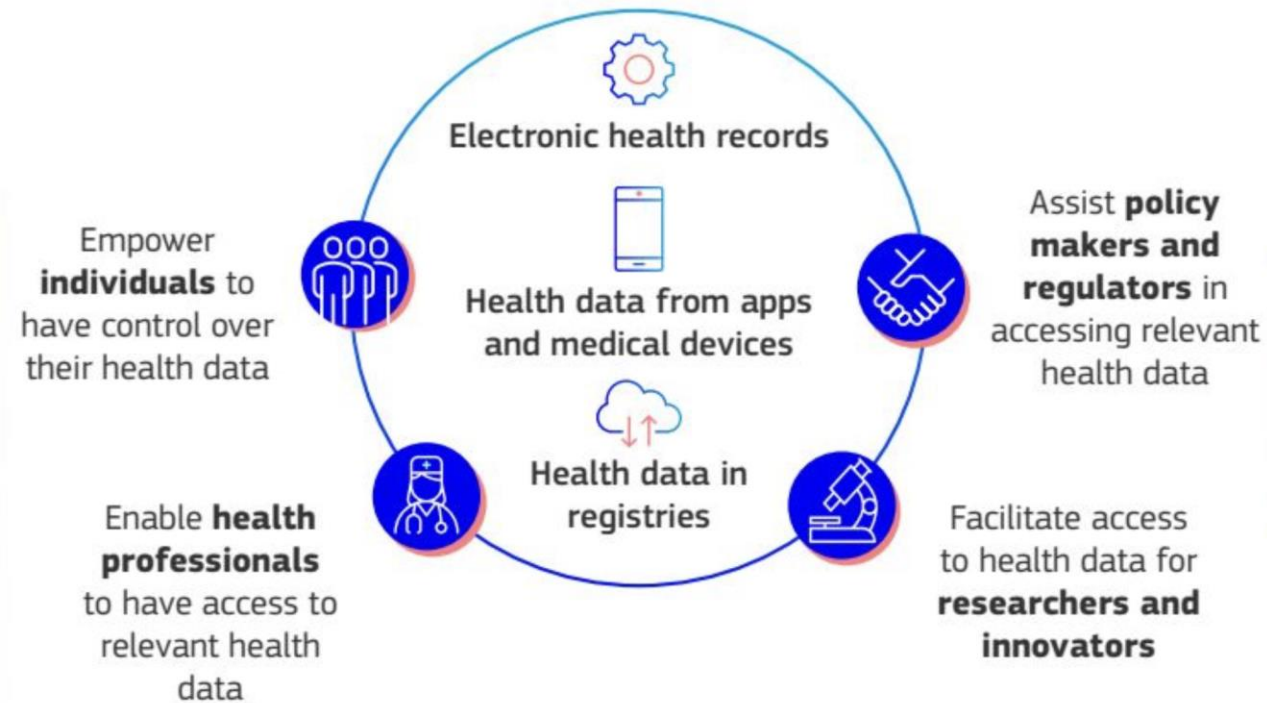 Electronic health records
Health data from apps
and medical devices
Health data in
registries
Empower
individuals to
have control over
their health data
Enable health
professionals
to have access to
relevant health
data
Assist policy
makers and
regulators in
accessing relevant
health data
Facilitate access
to health data for
researchers and
innovators